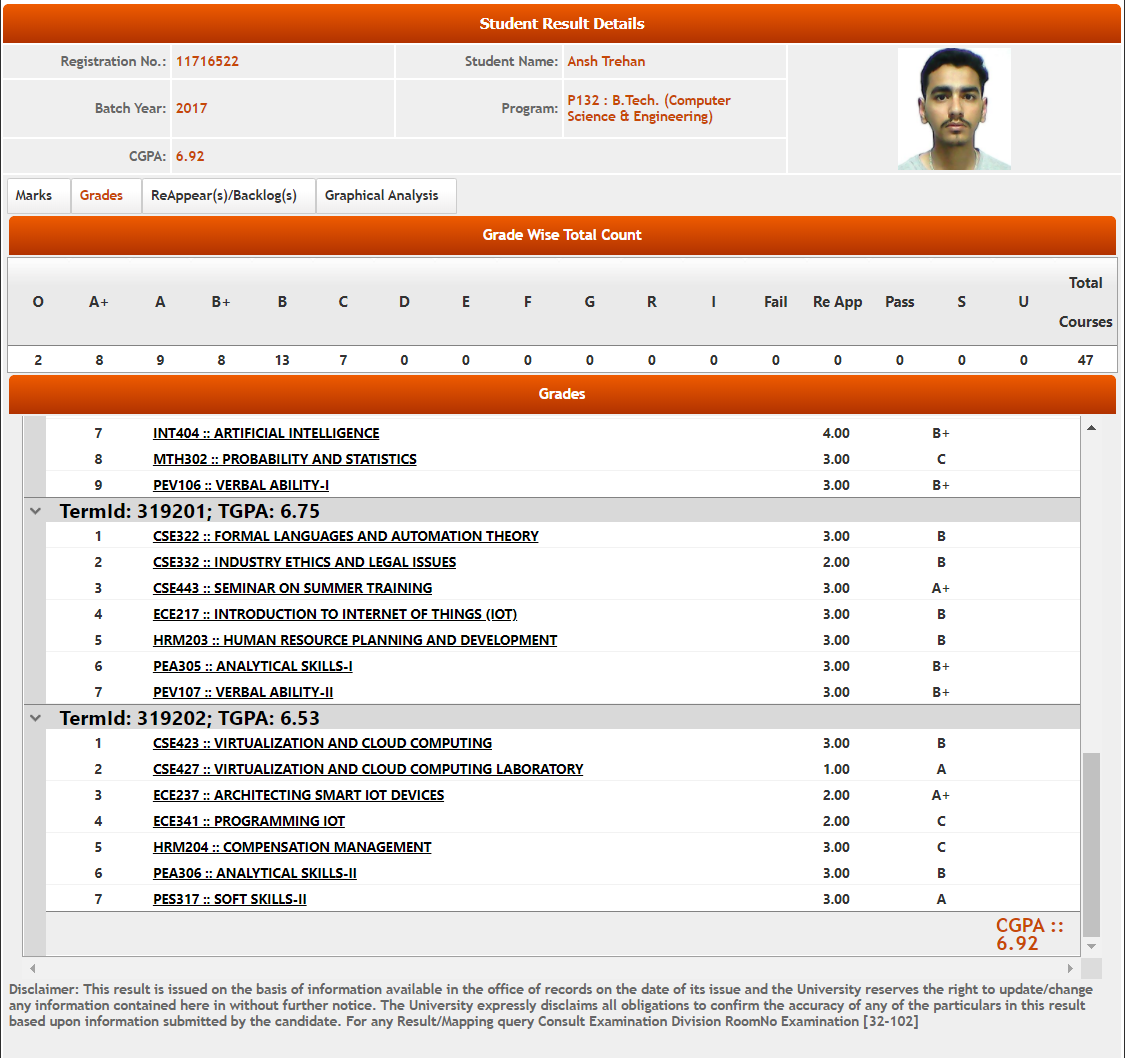 Student Result Details
Registration No.: 11716522 Student Name: Ansh Trehan
Batch Year: 2017 Program: P132 : B.Tech. (Computer
Science & Engineering)
CGPA: 6.92
Marks Grades ReAppear(s)/Backlog(s) Graphical Analysis
Grade Wise Total Count
O A+ A B+ B C D E F G R I Fail Re App Pass S U Total
Courses
2 8 9 8 13 7 0 0 0 0 0 0 0 0 0 0 0 47
Grades
7 INT404 :: ARTIFICIAL INTELLIGENCE 4.00 B+
8 MTH302 :: PROBABILITY AND STATISTICS 3.00 C
9 PEV106 :: VERBAL ABILITY-I 3.00 B+
TermId: 319201; TGPA: 6.75
1 CSE322 :: FORMAL LANGUAGES AND AUTOMATION THEORY 3.00 B
2 CSE332 :: INDUSTRY ETHICS AND LEGAL ISSUES 2.00 B
3 CSE443 :: SEMINAR ON SUMMER TRAINING 3.00 A+
4 ECE217 :: INTRODUCTION TO INTERNET OF THINGS (IOT) 3.00 B
5 HRM203 :: HUMAN RESOURCE PLANNING AND DEVELOPMENT 3.00 B
6 PEA305 :: ANALYTICAL SKILLS-I 3.00 B+
7 PEV107 :: VERBAL ABILITY-II 3.00 B+
TermId: 319202; TGPA: 6.53
1 CSE423 :: VIRTUALIZATION AND CLOUD COMPUTING 3.00 B
2 CSE427 :: VIRTUALIZATION AND CLOUD COMPUTING LABORATORY 1.00 A
3 ECE237 :: ARCHITECTING SMART IOT DEVICES 2.00 A+
4 ECE341 :: PROGRAMMING IOT 2.00 C
5 HRM204 :: COMPENSATION MANAGEMENT 3.00 C
6 PEA306 :: ANALYTICAL SKILLS-II 3.00 B
7 PES317 :: SOFT SKILLS-II 3.00 A
CGPA ::
6.92
Disclaimer: This result is issued on the basis of information available in the office of records on the date of its issue and the University reserves the right to update/change
any information contained here in without further notice. The University expressly disclaims all obligations to confirm the accuracy of any of the particulars in this result
based upon information submitted by the candidate. For any Result/Mapping query Consult Examination Division RoomNo Examination [32-102]